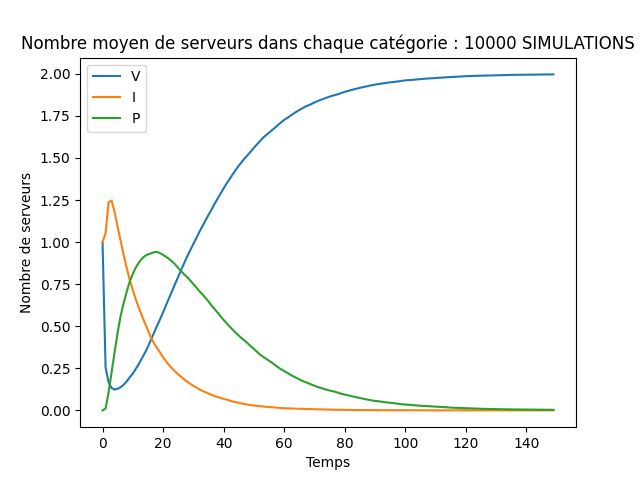 Nombre moyen de serveurs dans chaque catégorie : 10000 SIMULATIONS
V
I
P
2.00
1.75
1.50
1.25
1.00
0.75
0.50
0.25
0.00
Nombre de serveurs
0 20 40 60 80 100 120 140
Temps